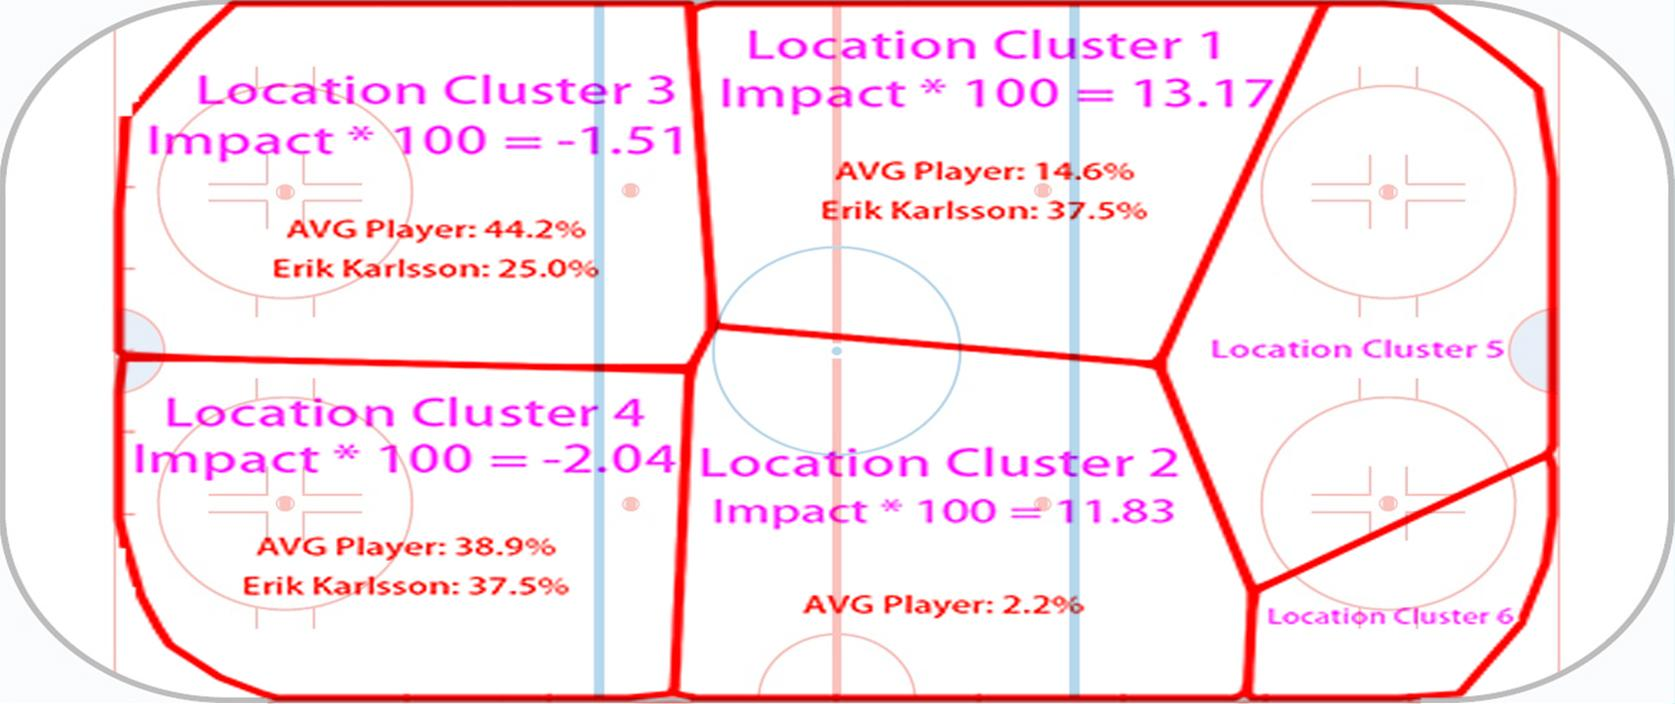 Location Cluster 3
Impact * 100 = -1.51
AVG Player: 44.2%
Erik Karlsson: 25.0%
Location Cluster 1
Impact * 100 = 13.17
AVG Player: 14.6%
Erik Karlsson: 37.5%
Location Cluster 5
Location Cluster 4
Impact * 100 = -2.04
AVG Player: 38.9%
Erik Karlsson: 37.5%
Location Cluster 2
Impact * 100 = 11.83
AVG Player: 2.2%
Location Cluster 6